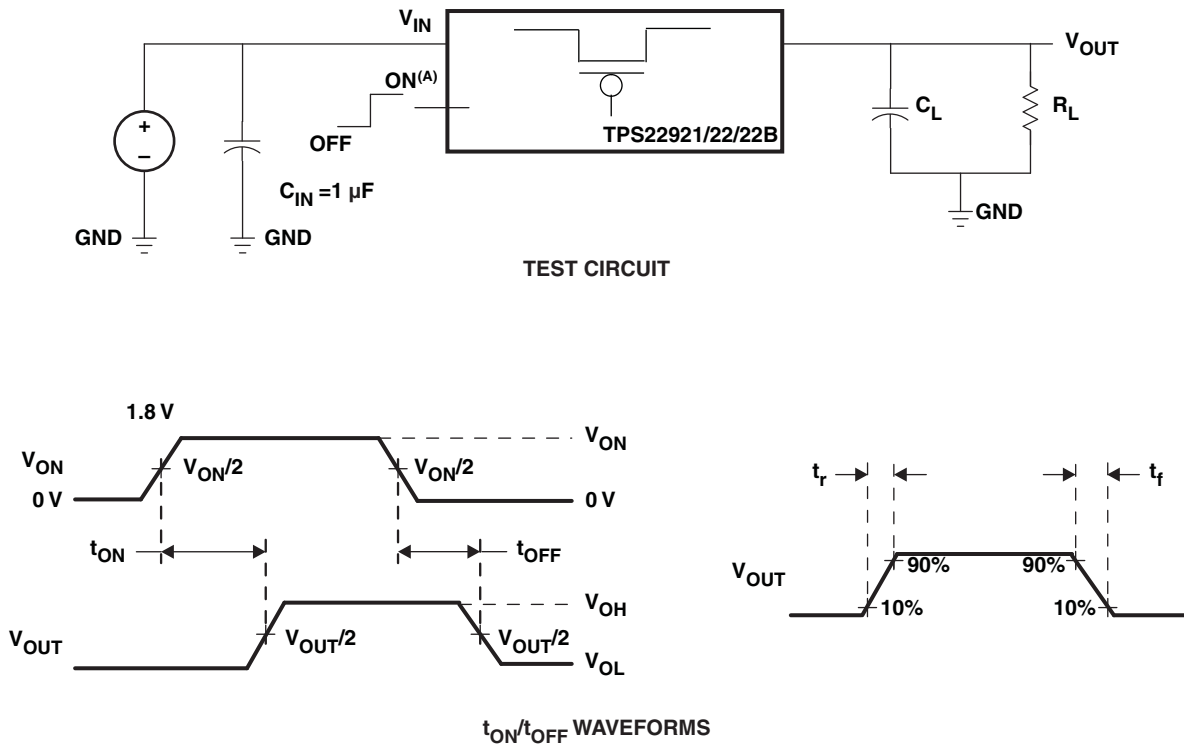 V_IN
V_OUT
ON(A)
+
–
C_L
R_L
TPS22921/22/22B
OFF
C_IN =1 µF
GND
GND
GND
TEST CIRCUIT
1.8 V
V_ON
V_ON
V_ON/2
V_ON/2
0 V
0 V
t_ON
t_OFF
V_OH
V_OUT
V_OUT/2
V_OUT/2
V_OL
t_r
t_f
90%
90%
V_OUT
10%
10%
t_ON/t_OFF WAVEFORMS